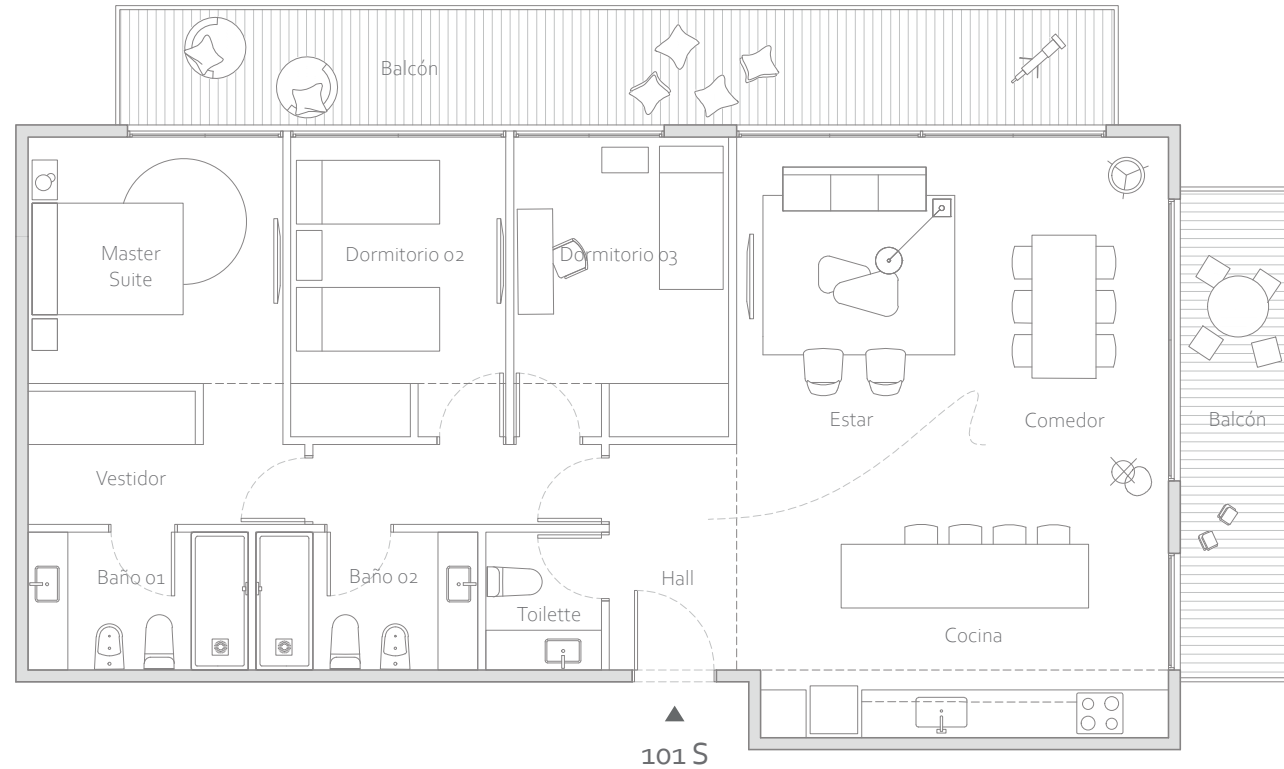 Balcón
Master
Suite
Dormitorio 02
Dormitorio 03
Estar
Comedor
Balcón
Vestidor
Baño 01
Baño 02
Hall
Toilette
Cocina
101 S